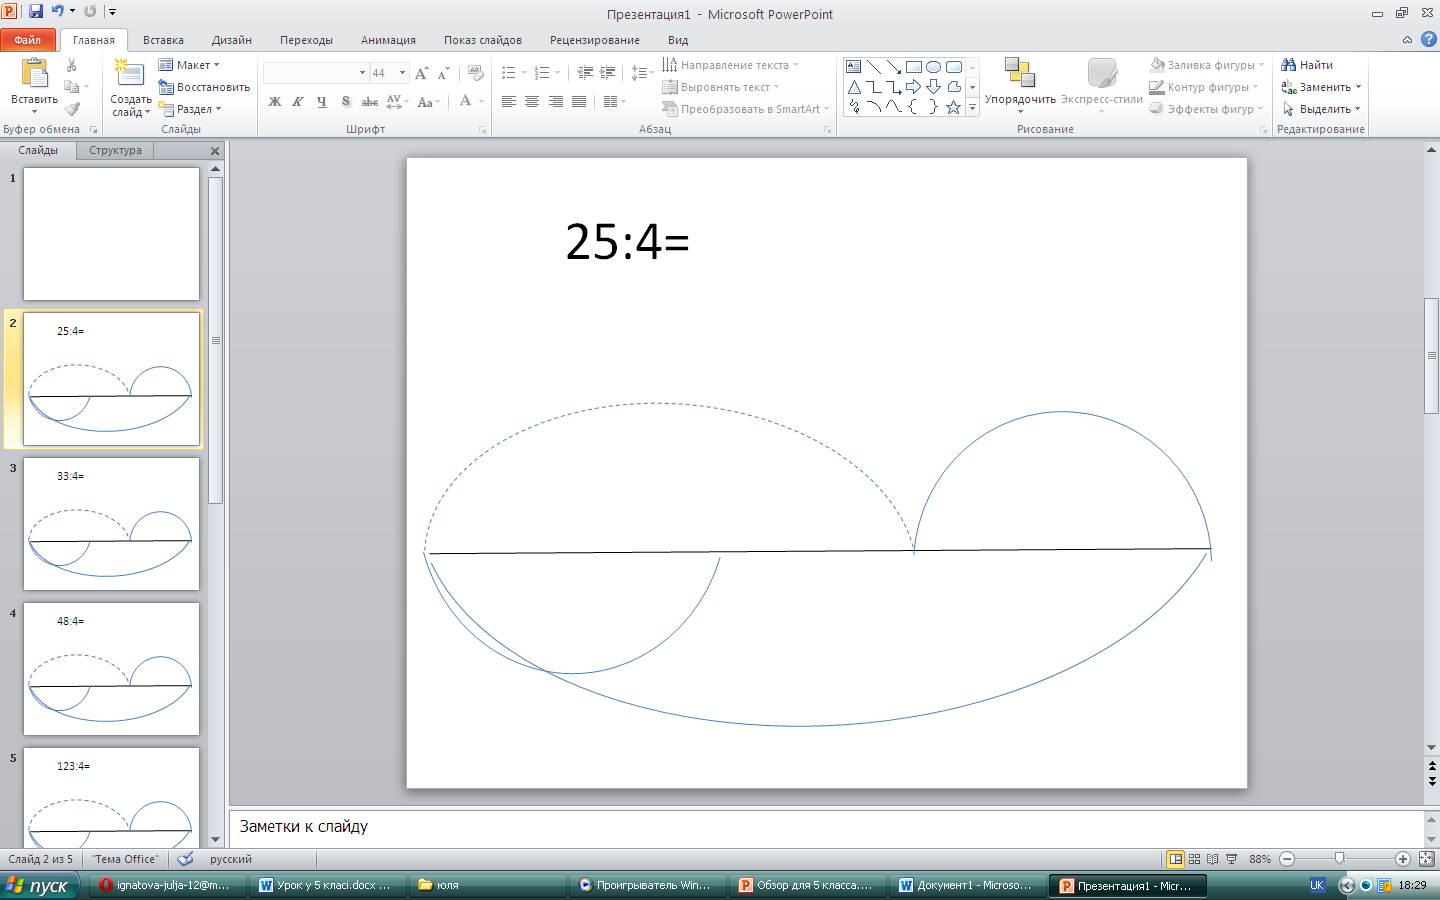 Презентация1 - Microsoft PowerPoint
Файл Главная Вставка Дизайн Переходы Анимация Показ слайдов Рецензирование Вид
Вставить
Буфер обмена
Создать слайд
Макет
Восстановить
Раздел
Слайды
44
Ж К Ч S abc AV Aa A
Шрифт
Направление текста
Выровнять текст
Преобразовать в SmartArt
Абзац
Упорядочить
Экспресс-стили
Заливка фигуры
Контур фигуры
Эффекты фигур
Рисование
Найти
Заменить
Выделить
Редактирование
Слайды Структура
1
2
25:4=
3
33:4=
4
48:4=
5
123:4=
25:4=
Заметки к слайду
Слайд 2 из 5 "Тема Office" русский 88%
пуск ignatova-julja-12@m... Урок у 5 класі.docx ... юля Проигрыватель Win... Обзор для 5 класса.... Документ1 - Microso... Презентация1 - Micr... UK 18:29